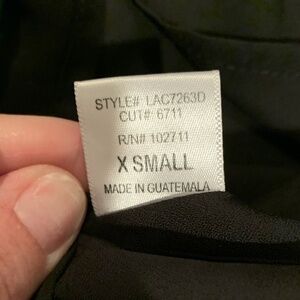 STYLE# LAC7263D
CUT# 6711
R/N# 102711
X SMALL
MADE IN GUATEMALA